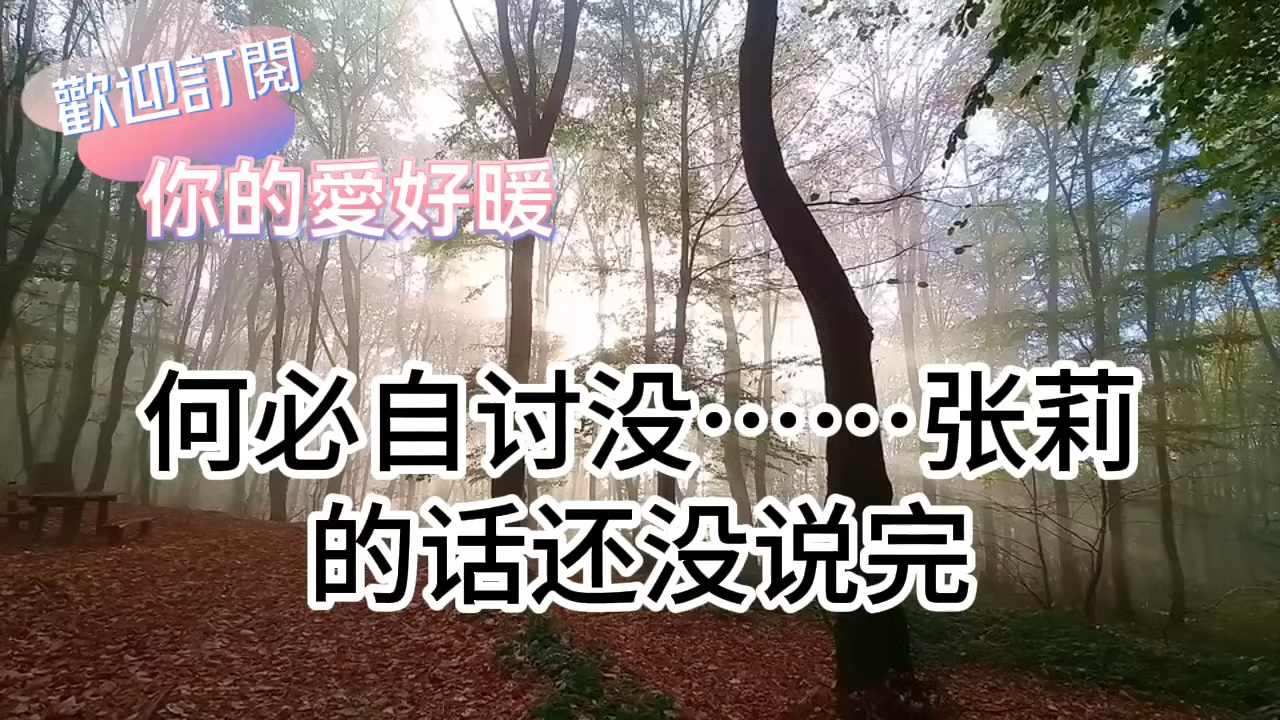 歡迎訂閱
你的愛好暖
何必自讨没……张莉
的话还没说完